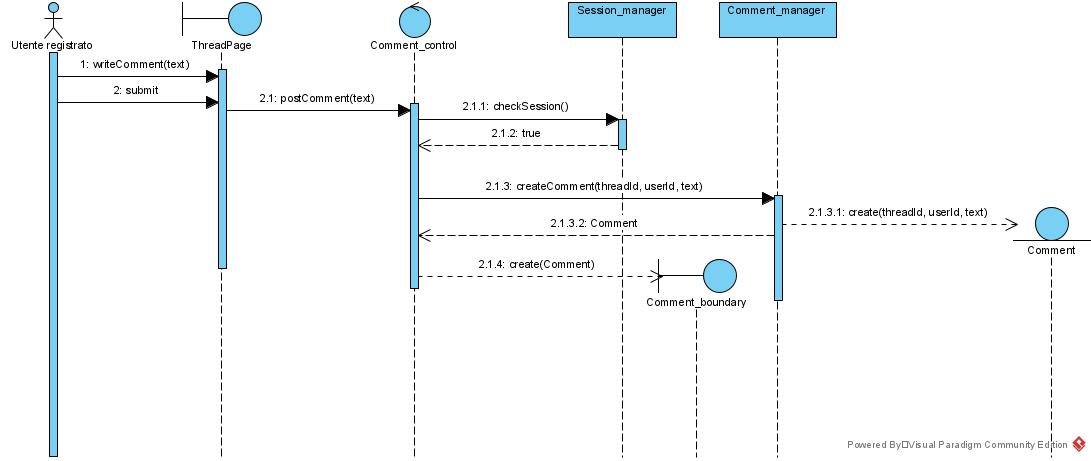 Session_manager
Comment_manager
Utente registrato
ThreadPage
Comment_control
1: writeComment(text)
2: submit
2.1: postComment(text)
2.1.1: checkSession()
2.1.2: true
2.1.3: createComment(threadId, userId, text)
2.1.3.1: create(threadId, userId, text)
2.1.3.2: Comment
Comment
2.1.4: create(Comment)
Comment_boundary
Powered By□Visual Paradigm Community Edition